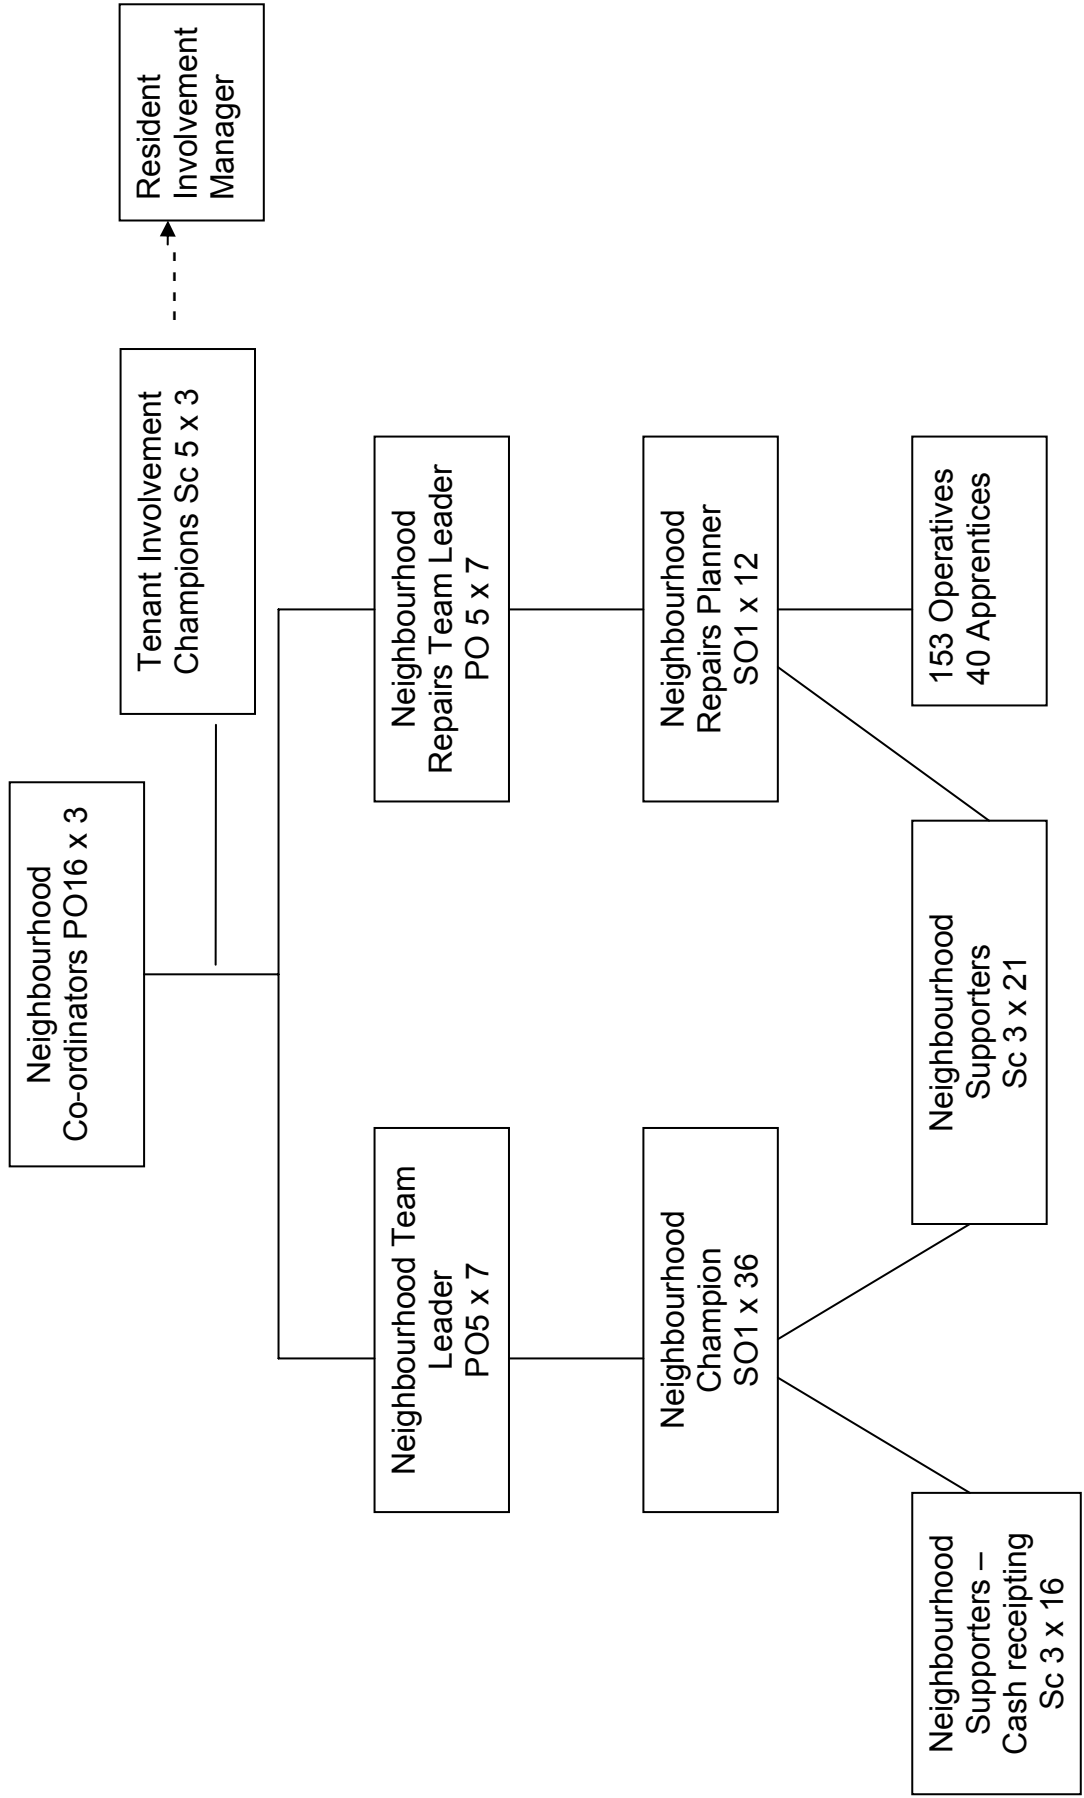 Neighbourhood
Co-ordinators PO16 x 3
Tenant Involvement
Champions Sc 5 x 3
Resident
Involvement
Manager
Neighbourhood Team
Leader
PO5 x 7
Neighbourhood
Repairs Team Leader
PO 5 x 7
Neighbourhood
Champion
SO1 x 36
Neighbourhood
Repairs Planner
SO1 x 12
Neighbourhood
Supporters –
Cash receipting
Sc 3 x 16
Neighbourhood
Supporters
Sc 3 x 21
153 Operatives
40 Apprentices